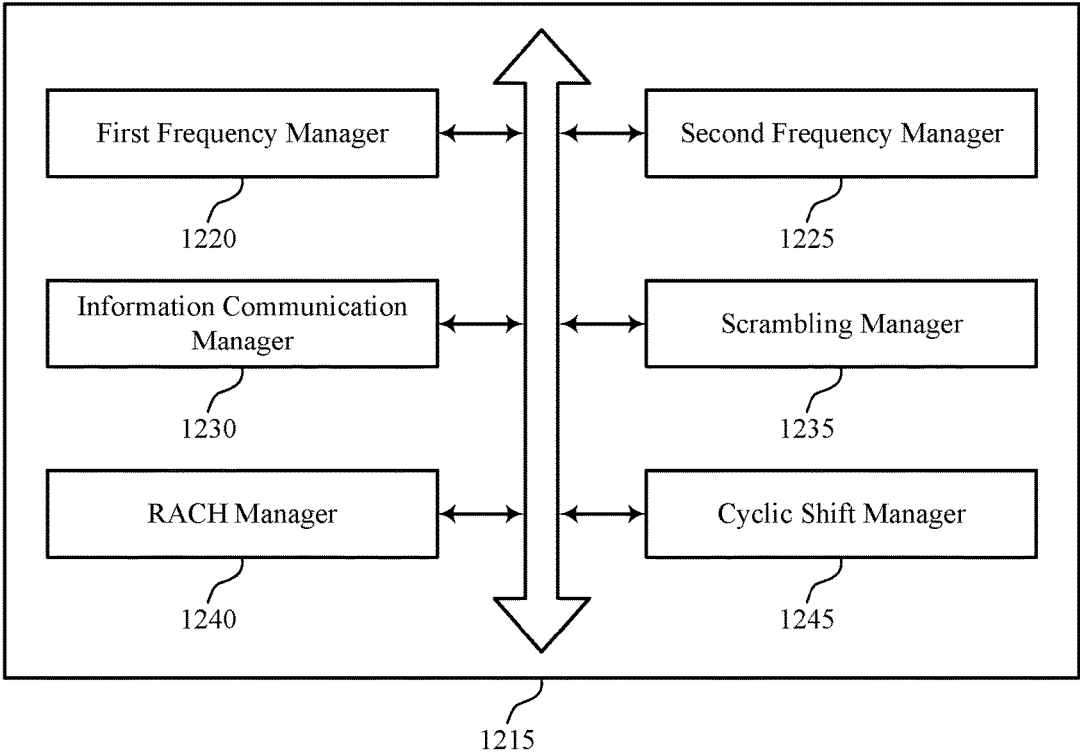 First Frequency Manager
Second Frequency Manager
1220
1225
Information Communication
Manager
Scrambling Manager
1230
1235
RACH Manager
Cyclic Shift Manager
1240
1245
1215